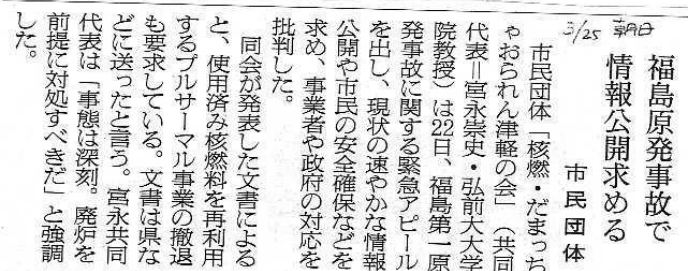 3/25 朝日
福島原発事故で
情報公開求める
市民団体
市民団体「核燃・だまっち
ゃおられん津軽の会」（共同
代表＝宮永崇史・弘前大大学
院教授）は22日、福島第一原
発事故に関する緊急アピール
を出し、現状の速やかな情報
公開や市民の安全確保などを
求め、事業者や政府の対応を
批判した。
同会が発表した文書による
と、使用済み核燃料を再利用
するプルサーマル事業の撤退
も要求している。文書は県な
どに送ったと言う。宮永共同
代表は「事態は深刻。廃炉を
前提に対処すべきだ」と強調
した。